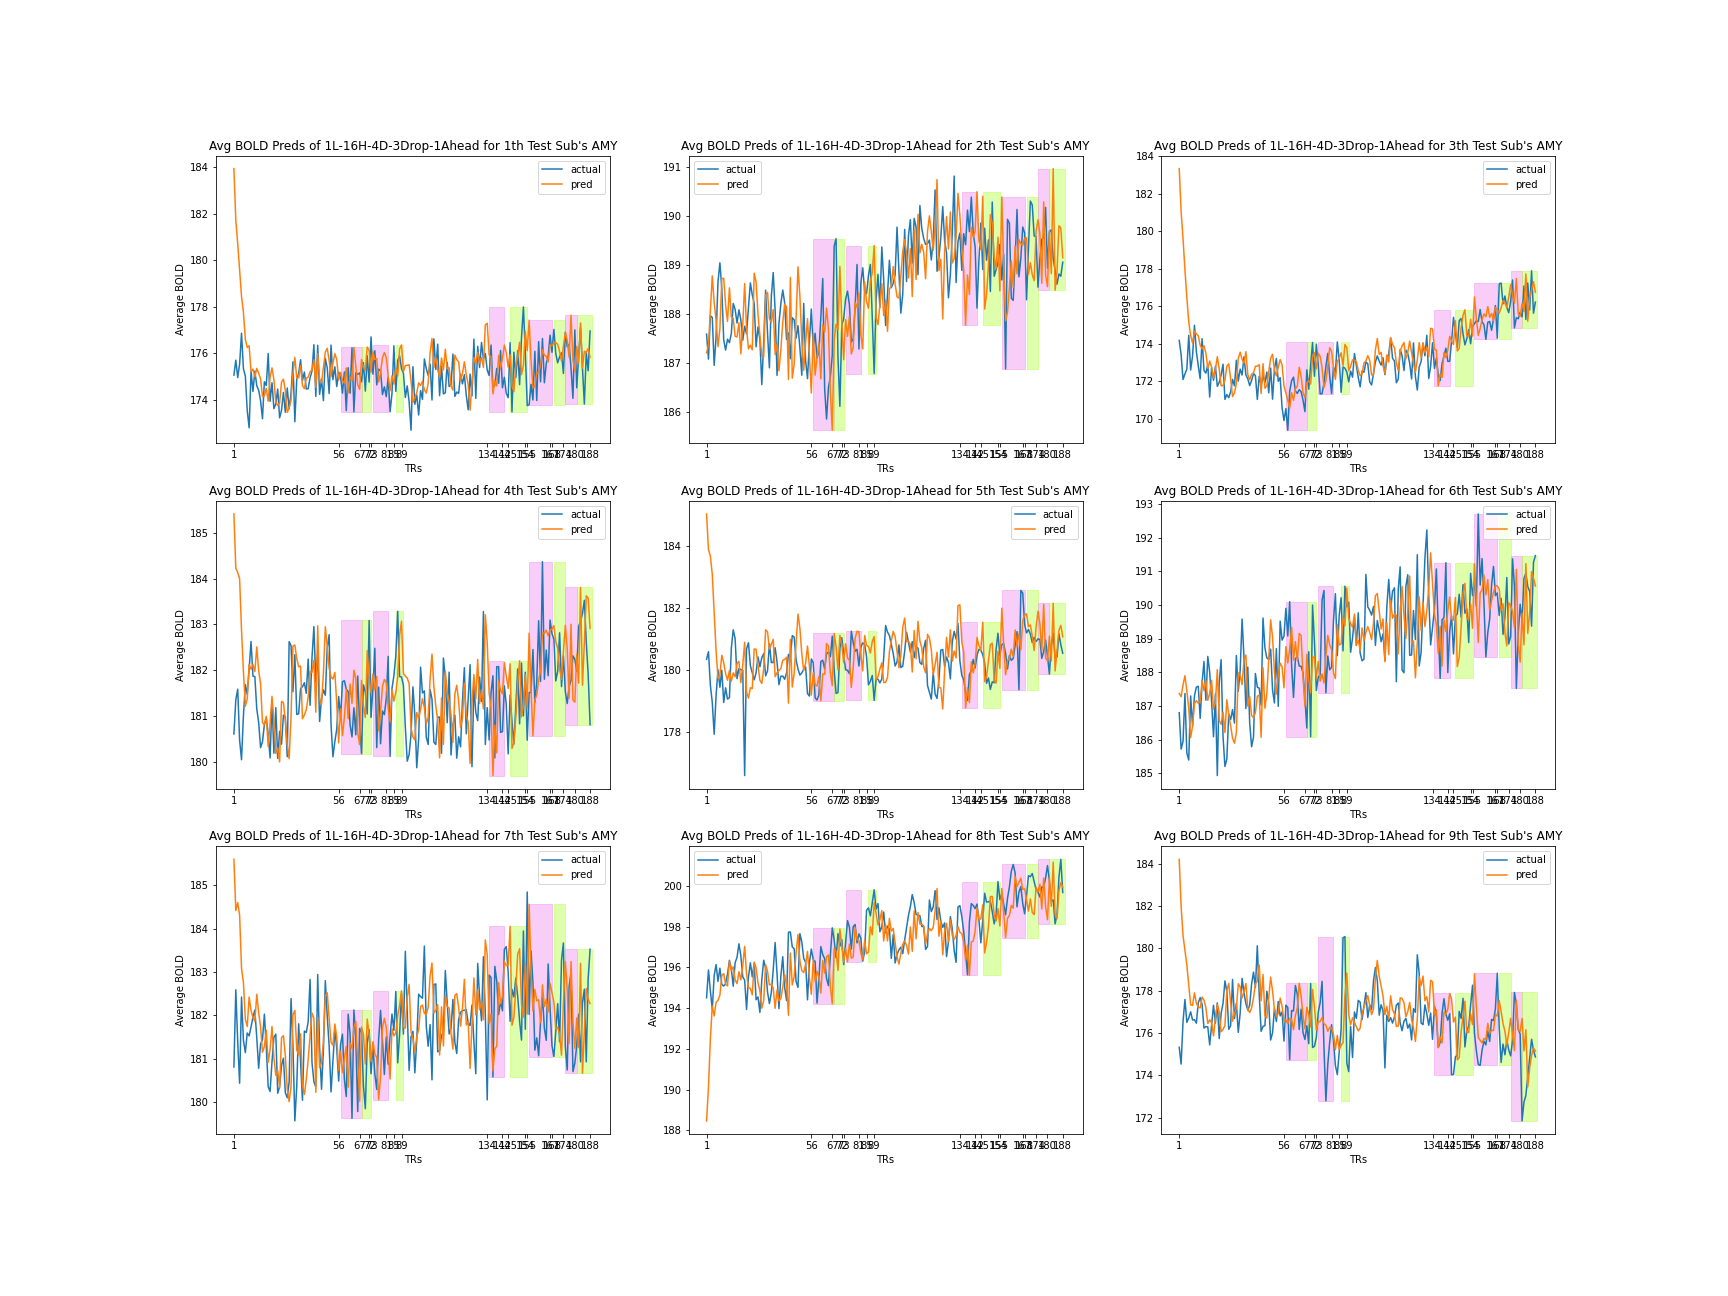 Avg BOLD Preds of 1L-16H-4D-3Drop-1Ahead for 1th Test Sub's AMY
actual
pred
Average BOLD
184
182
180
178
176
174
1 56 134 188
TRs
Avg BOLD Preds of 1L-16H-4D-3Drop-1Ahead for 2th Test Sub's AMY
actual
pred
Average BOLD
191
190
189
188
187
186
1 56 134 188
TRs
Avg BOLD Preds of 1L-16H-4D-3Drop-1Ahead for 3th Test Sub's AMY
actual
pred
Average BOLD
184
182
180
178
176
174
172
170
1 56 134 188
TRs
Avg BOLD Preds of 1L-16H-4D-3Drop-1Ahead for 4th Test Sub's AMY
actual
pred
Average BOLD
185
184
183
182
181
180
1 56 134 188
TRs
Avg BOLD Preds of 1L-16H-4D-3Drop-1Ahead for 5th Test Sub's AMY
actual
pred
Average BOLD
184
182
180
178
1 56 134 188
TRs
Avg BOLD Preds of 1L-16H-4D-3Drop-1Ahead for 6th Test Sub's AMY
actual
pred
Average BOLD
193
192
191
190
189
188
187
186
185
1 56 134 188
TRs
Avg BOLD Preds of 1L-16H-4D-3Drop-1Ahead for 7th Test Sub's AMY
actual
pred
Average BOLD
185
184
183
182
181
180
1 56 134 188
TRs
Avg BOLD Preds of 1L-16H-4D-3Drop-1Ahead for 8th Test Sub's AMY
actual
pred
Average BOLD
200
198
196
194
192
190
188
1 56 134 188
TRs
Avg BOLD Preds of 1L-16H-4D-3Drop-1Ahead for 9th Test Sub's AMY
actual
pred
Average BOLD
184
182
180
178
176
174
172
1 56 134 188
TRs